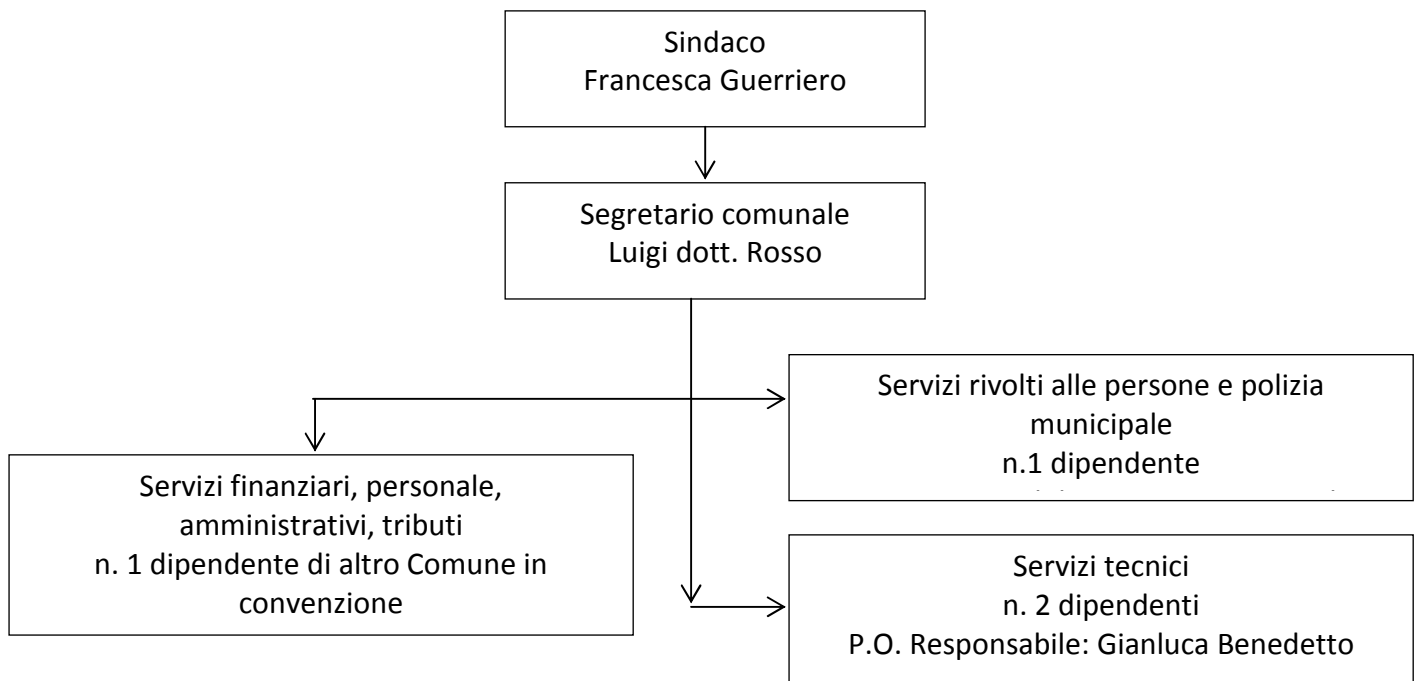 Sindaco
Francesca Guerriero
Segretario comunale
Luigi dott. Rosso
Servizi rivolti alle persone e polizia
municipale
n.1 dipendente
Servizi finanziari, personale,
amministrativi, tributi
n. 1 dipendente di altro Comune in
convenzione
Servizi tecnici
n. 2 dipendenti
P.O. Responsabile: Gianluca Benedetto